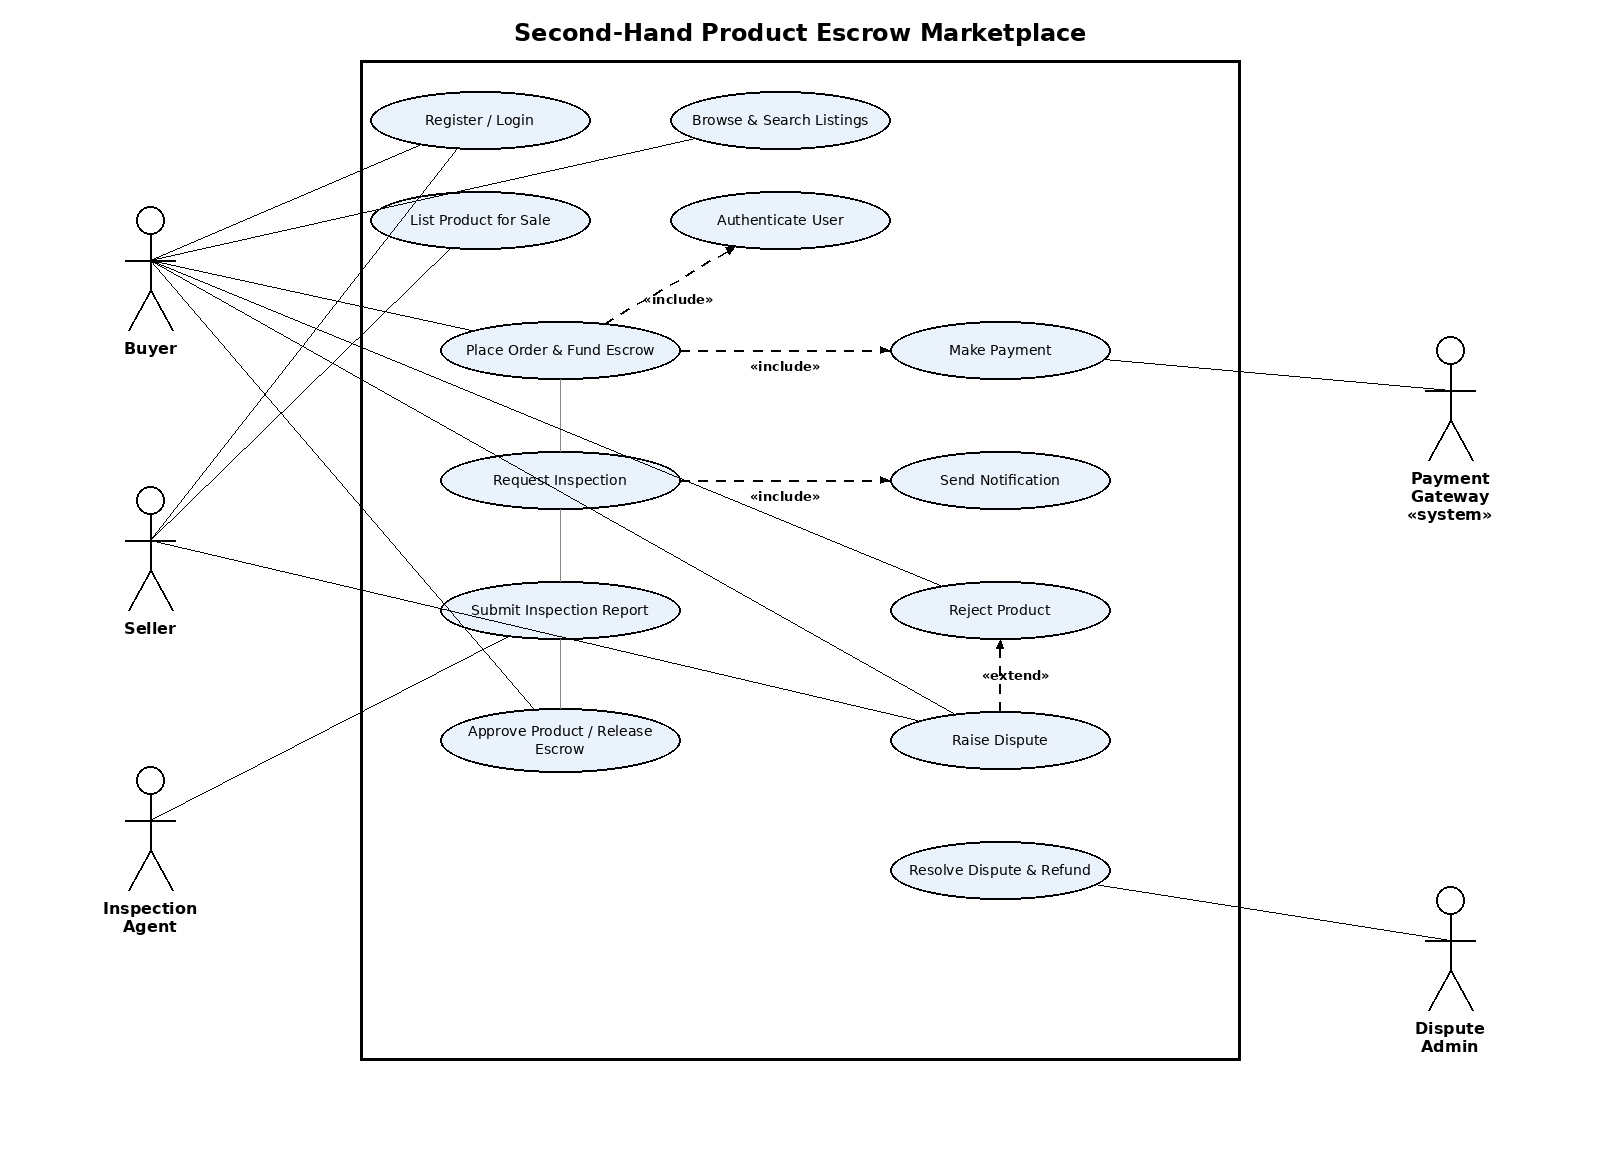 Second-Hand Product Escrow Marketplace
Register / Login
Browse & Search Listings
List Product for Sale
Authenticate User
«include»
Buyer
Place Order & Fund Escrow
«include»
Make Payment
Request Inspection
«include»
Send Notification
Payment
Gateway
«system»
Seller
Submit Inspection Report
Reject Product
«extend»
Approve Product / Release
Escrow
Raise Dispute
Resolve Dispute & Refund
Inspection
Agent
Dispute
Admin